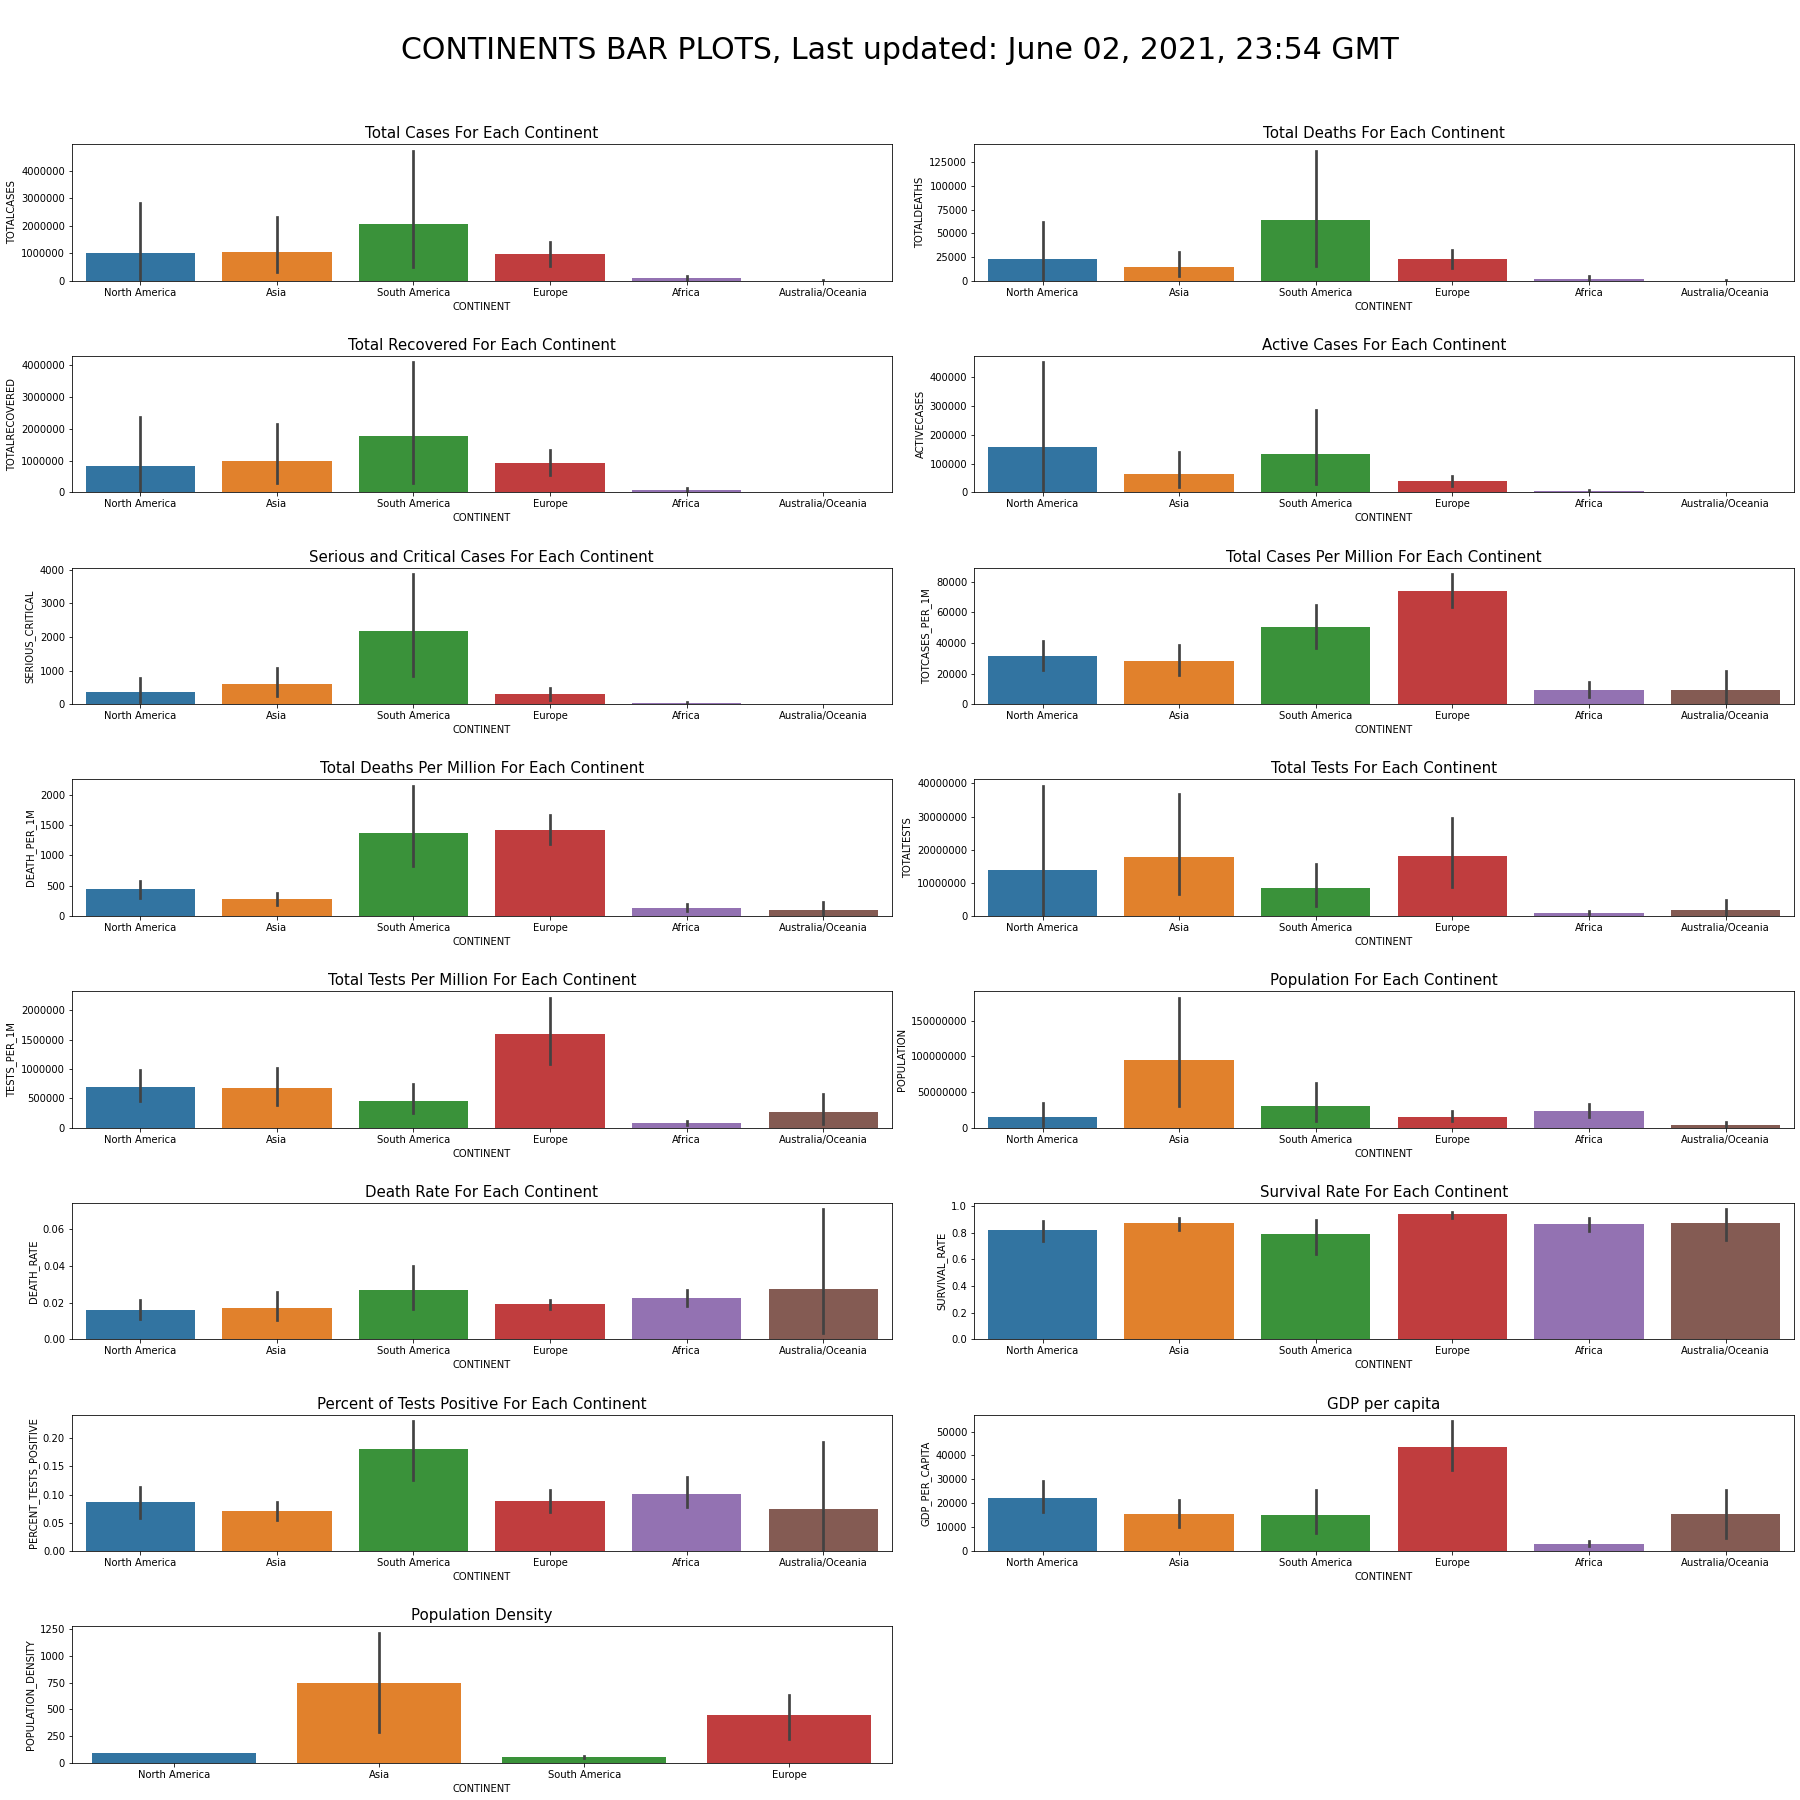 CONTINENTS BAR PLOTS, Last updated: June 02, 2021, 23:54 GMT
Total Cases For Each Continent
TOTALCASES
4000000
3000000
2000000
1000000
0
North America Asia South America Europe Africa Australia/Oceania
CONTINENT
Total Deaths For Each Continent
TOTALDEATHS
125000
100000
75000
50000
25000
0
North America Asia South America Europe Africa Australia/Oceania
CONTINENT
Total Recovered For Each Continent
TOTALRECOVERED
4000000
3000000
2000000
1000000
0
North America Asia South America Europe Africa Australia/Oceania
CONTINENT
Active Cases For Each Continent
ACTIVECASES
400000
300000
200000
100000
0
North America Asia South America Europe Africa Australia/Oceania
CONTINENT
Serious and Critical Cases For Each Continent
SERIOUS_CRITICAL
4000
3000
2000
1000
0
North America Asia South America Europe Africa Australia/Oceania
CONTINENT
Total Cases Per Million For Each Continent
TOTCASES_PER_1M
80000
60000
40000
20000
0
North America Asia South America Europe Africa Australia/Oceania
CONTINENT
Total Deaths Per Million For Each Continent
DEATH_PER_1M
2000
1500
1000
500
0
North America Asia South America Europe Africa Australia/Oceania
CONTINENT
Total Tests For Each Continent
TOTALTESTS
40000000
30000000
20000000
10000000
0
North America Asia South America Europe Africa Australia/Oceania
CONTINENT
Total Tests Per Million For Each Continent
TESTS_PER_1M
2000000
1500000
1000000
500000
0
North America Asia South America Europe Africa Australia/Oceania
CONTINENT
Population For Each Continent
POPULATION
150000000
100000000
50000000
0
North America Asia South America Europe Africa Australia/Oceania
CONTINENT
Death Rate For Each Continent
DEATH_RATE
0.06
0.04
0.02
0.00
North America Asia South America Europe Africa Australia/Oceania
CONTINENT
Survival Rate For Each Continent
SURVIVAL_RATE
1.0
0.8
0.6
0.4
0.2
0.0
North America Asia South America Europe Africa Australia/Oceania
CONTINENT
Percent of Tests Positive For Each Continent
PERCENT_TESTS_POSITIVE
0.20
0.15
0.10
0.05
0.00
North America Asia South America Europe Africa Australia/Oceania
CONTINENT
GDP per capita
GDP_PER_CAPITA
50000
40000
30000
20000
10000
0
North America Asia South America Europe Africa Australia/Oceania
CONTINENT
Population Density
POPULATION_DENSITY
1250
1000
750
500
250
0
North America Asia South America Europe
CONTINENT